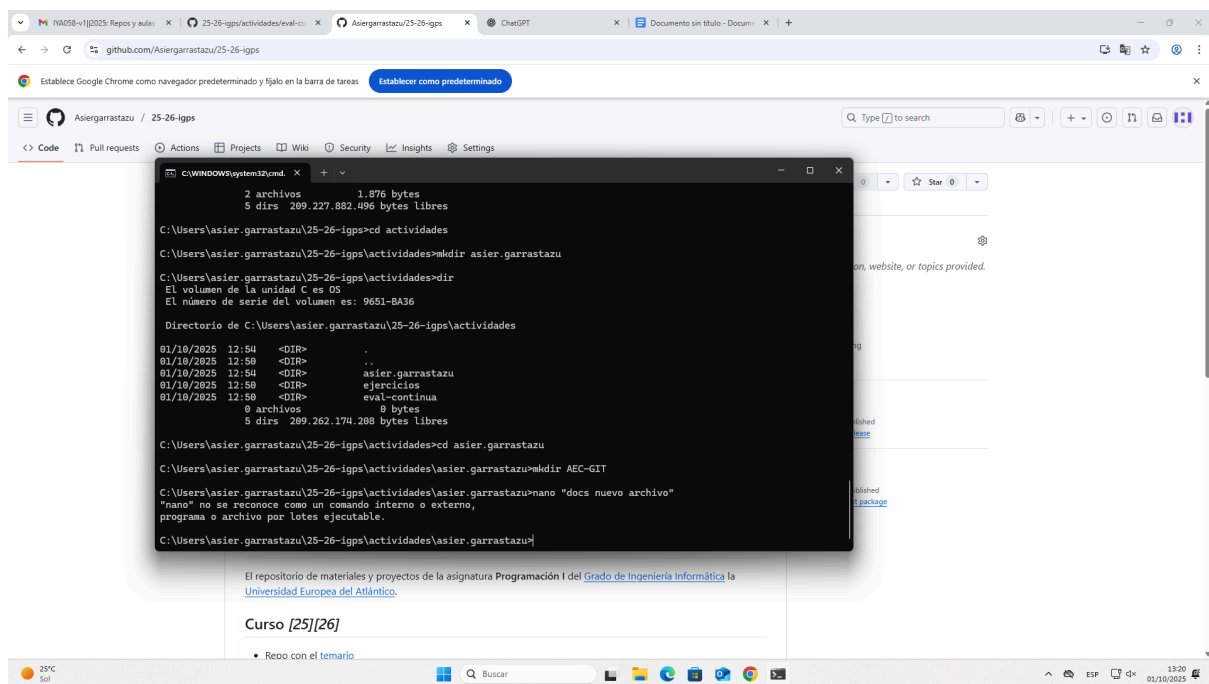 IYA058-v1||2025: Repos y aulas
25-26-igps/actividades/eval-co
Asiergarrastazu/25-26-igps
ChatGPT
Documento sin título - Docume
github.com/Asiergarrastazu/25-26-igps
Establece Google Chrome como navegador predeterminado y fíjalo en la barra de tareas
Establecer como predeterminado
Asiergarrastazu / 25-26-igps
Type / to search
<> Code
Pull requests
Actions
Projects
Wiki
Security
Insights
Settings
0
Star 0
C:\WINDOWS\system32\cmd.
2 archivos 1.876 bytes
5 dirs 209.227.882.496 bytes libres
C:\Users\asier.garrastazu\25-26-igps>cd actividades
C:\Users\asier.garrastazu\25-26-igps\actividades>mkdir asier.garrastazu
C:\Users\asier.garrastazu\25-26-igps\actividades>dir
El volumen de la unidad C es OS
El número de serie del volumen es: 9651-BA36
Directorio de C:\Users\asier.garrastazu\25-26-igps\actividades
01/10/2025 12:54 <DIR> .
01/10/2025 12:50 <DIR> ..
01/10/2025 12:54 <DIR> asier.garrastazu
01/10/2025 12:50 <DIR> ejercicios
01/10/2025 12:50 <DIR> eval-continua
0 archivos 0 bytes
5 dirs 209.262.174.208 bytes libres
C:\Users\asier.garrastazu\25-26-igps\actividades>cd asier.garrastazu
C:\Users\asier.garrastazu\25-26-igps\actividades\asier.garrastazu>mkdir AEC-GIT
C:\Users\asier.garrastazu\25-26-igps\actividades\asier.garrastazu>nano "docs nuevo archivo"
"nano" no se reconoce como un comando interno o externo,
programa o archivo por lotes ejecutable.
C:\Users\asier.garrastazu\25-26-igps\actividades\asier.garrastazu>
on, website, or topics provided.
ng
lished
lease
blished
t package
El repositorio de materiales y proyectos de la asignatura Programación I del Grado de Ingeniería Informática la
Universidad Europea del Atlántico.
Curso [25][26]
• Repo con el temario
25°C
Sol
Buscar
ESP
13:20
01/10/2025